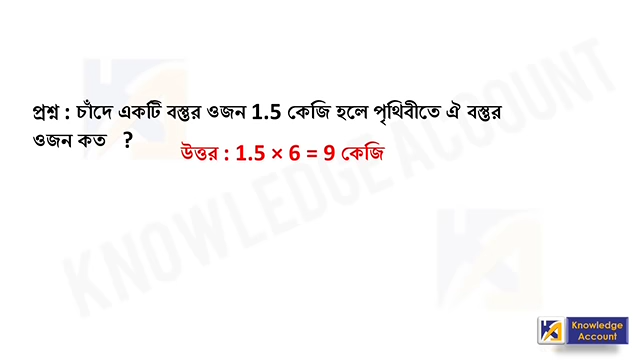 প্রশ্ন : চাঁদে একটি বস্তুর ওজন 1.5 কেজি হলে পৃথিবীতে ঐ বস্তুর
ওজন কত ?
উত্তর : 1.5 × 6 = 9 কেজি
KNOWLEDGE ACCOUNT
Knowledge
Account